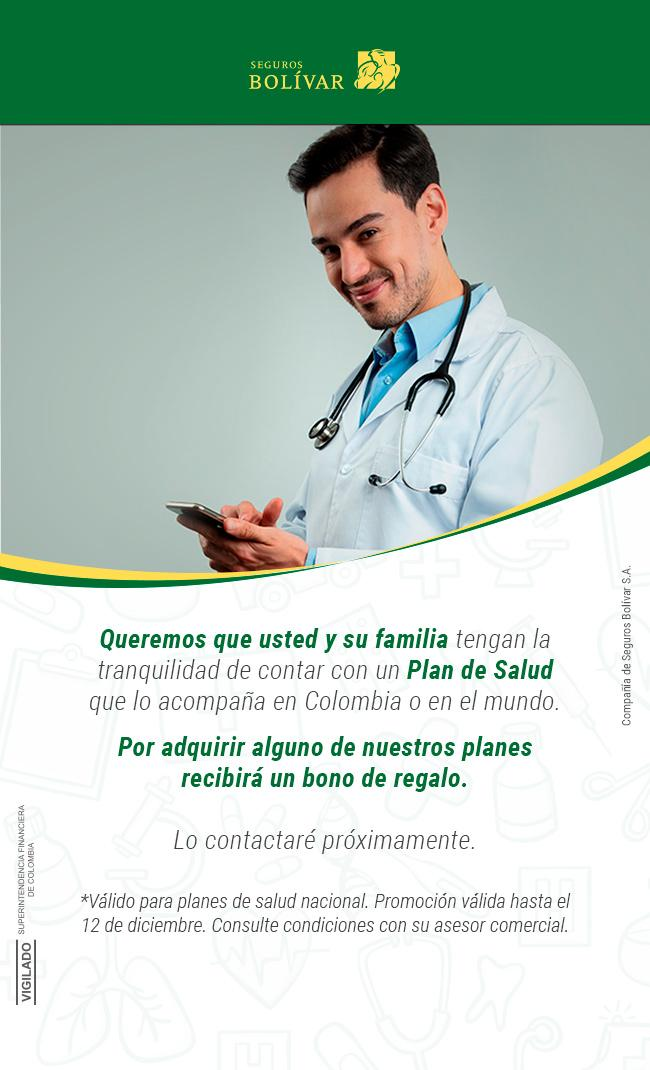 SEGUROS
BOLÍVAR
Queremos que usted y su familia tengan la
tranquilidad de contar con un Plan de Salud
que lo acompaña en Colombia o en el mundo.
Por adquirir alguno de nuestros planes
recibirá un bono de regalo.
Lo contactaré próximamente.
*Válido para planes de salud nacional. Promoción válida hasta el
12 de diciembre. Consulte condiciones con su asesor comercial.
Compañía de Seguros Bolívar S.A.
VIGILADO
SUPERINTENDENCIA FINANCIERA
DE COLOMBIA